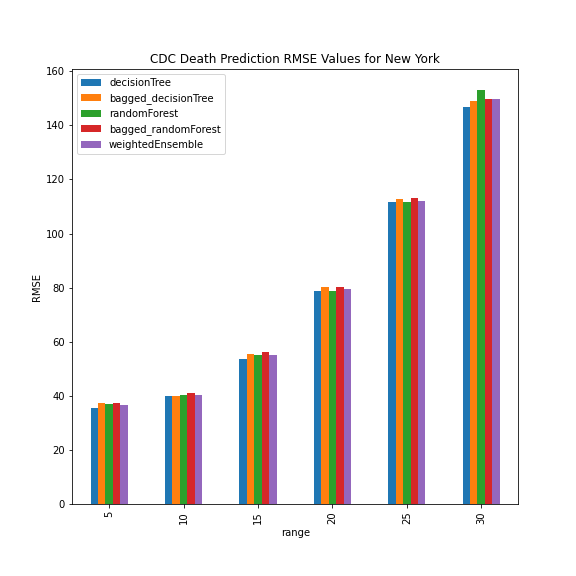 CDC Death Prediction RMSE Values for New York
decisionTree
bagged_decisionTree
randomForest
bagged_randomForest
weightedEnsemble
160
140
120
100
80
60
40
20
0
RMSE
5
10
15
20
25
30
range